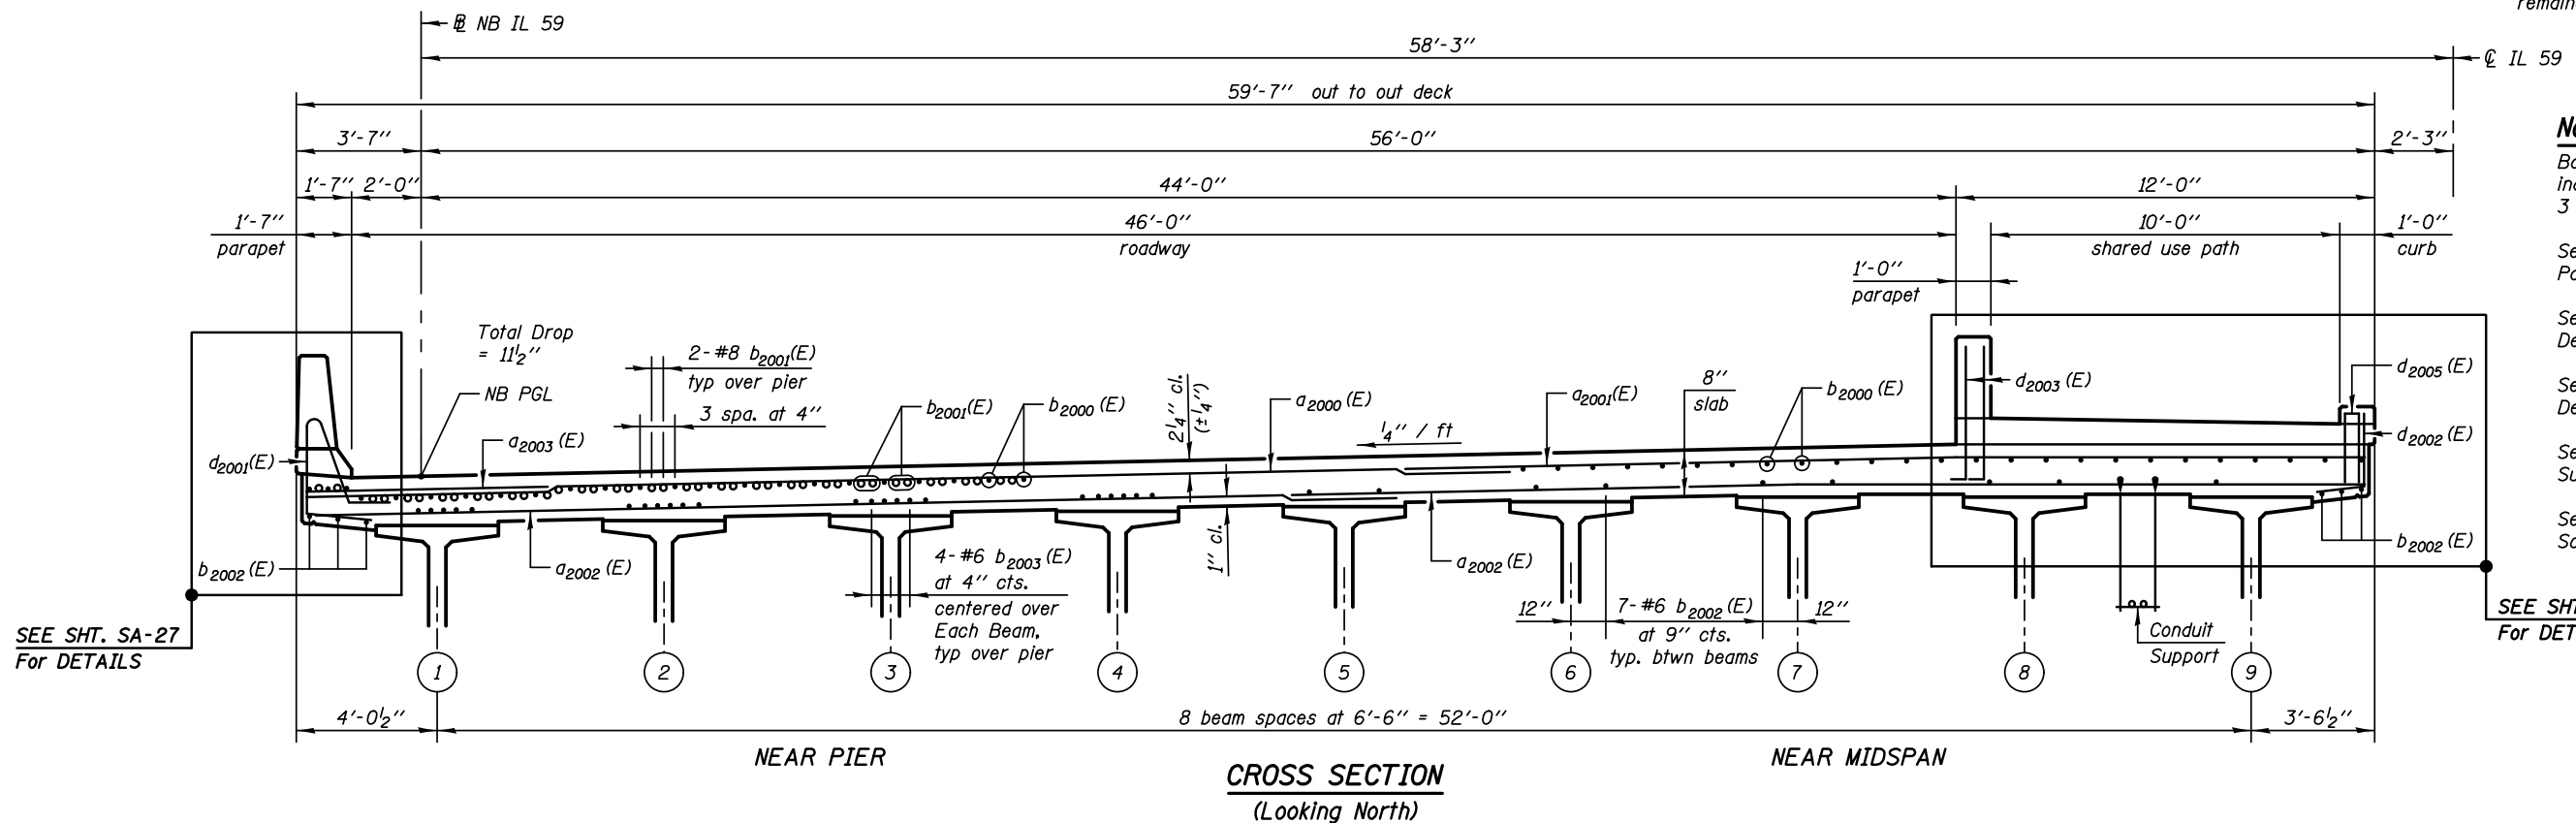 remain
℄ NB IL 59
58'-3"
℄ IL 59
59'-7" out to out deck
3'-7"
56'-0"
2'-3"
1'-7"
2'-0"
44'-0"
12'-0"
1'-7"
parapet
46'-0"
roadway
10'-0"
shared use path
1'-0"
curb
1'-0"
parapet
3
Total Drop
= 11½"
NB PGL
2-#8 b2001(E)
typ over pier
3 spa. at 4"
b2001(E)
b2000(E)
2¼" cl.
(±¼")
a2000(E)
¼" / ft
a2001(E)
8"
slab
b2000(E)
d2003(E)
d2005(E)
d2002(E)
a2003(E)
d2001(E)
b2002(E)
a2002(E)
4-#6 b2003(E)
at 4" cts.
centered over
Each Beam,
typ over pier
1" cl.
a2002(E)
12"
7-#6 b2002(E)
at 9" cts.
typ. btwn beams
12"
Conduit
Support
b2002(E)
SEE SHT. SA-27
For DETAILS
SEE SHT
For DET
1
2
3
4
5
6
7
8
9
4'-0½"
8 beam spaces at 6'-6" = 52'-0"
3'-6½"
NEAR PIER
NEAR MIDSPAN
CROSS SECTION
(Looking North)